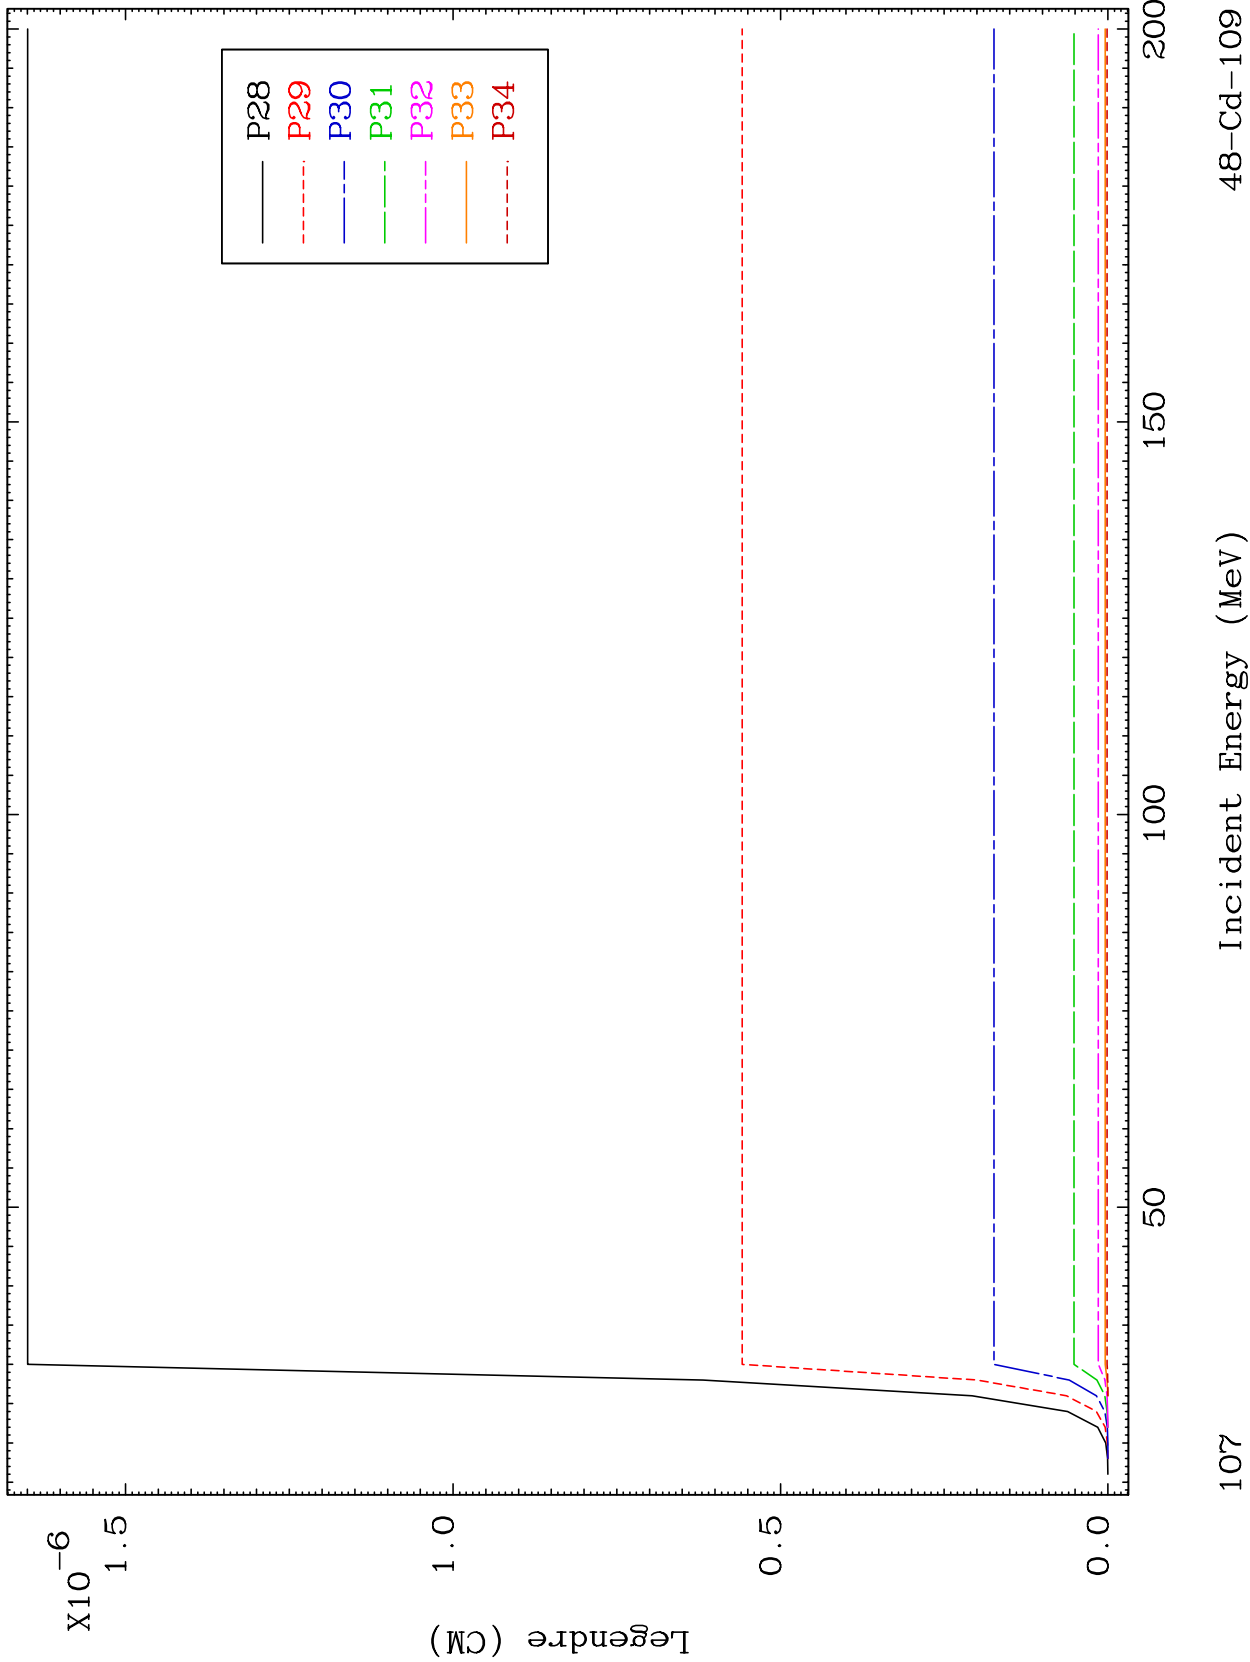 X10-6
1.5
1.0
0.5
0.0
Legendre (CM)
P28
P29
P30
P31
P32
P33
P34
50
100
150
200
107
Incident Energy (MeV)
48-Cd-109